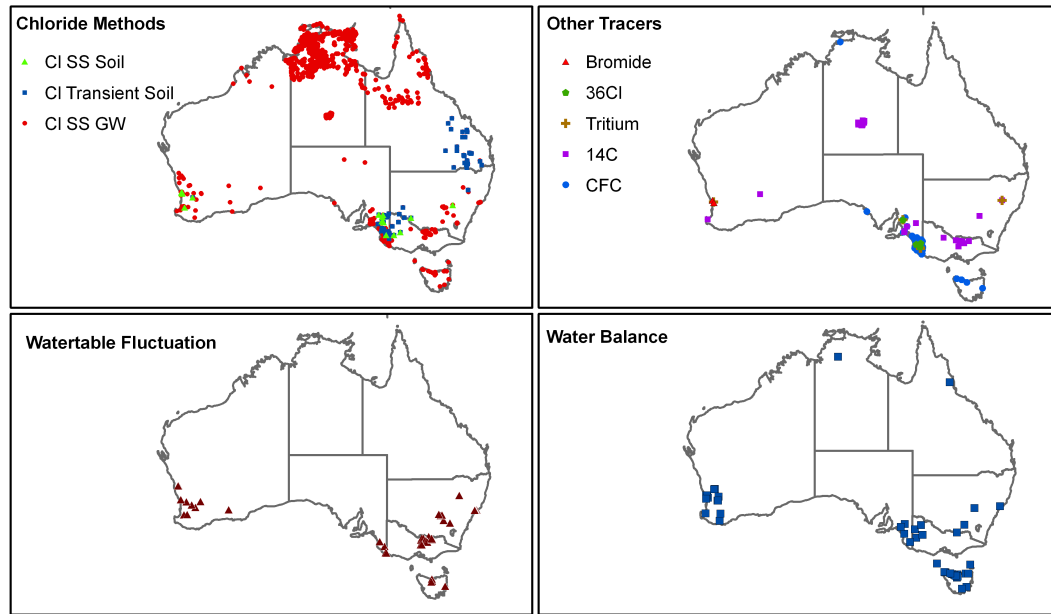 Chloride Methods
Cl SS Soil
Cl Transient Soil
Cl SS GW
Other Tracers
Bromide
36Cl
Tritium
14C
CFC
Watertable Fluctuation
Water Balance